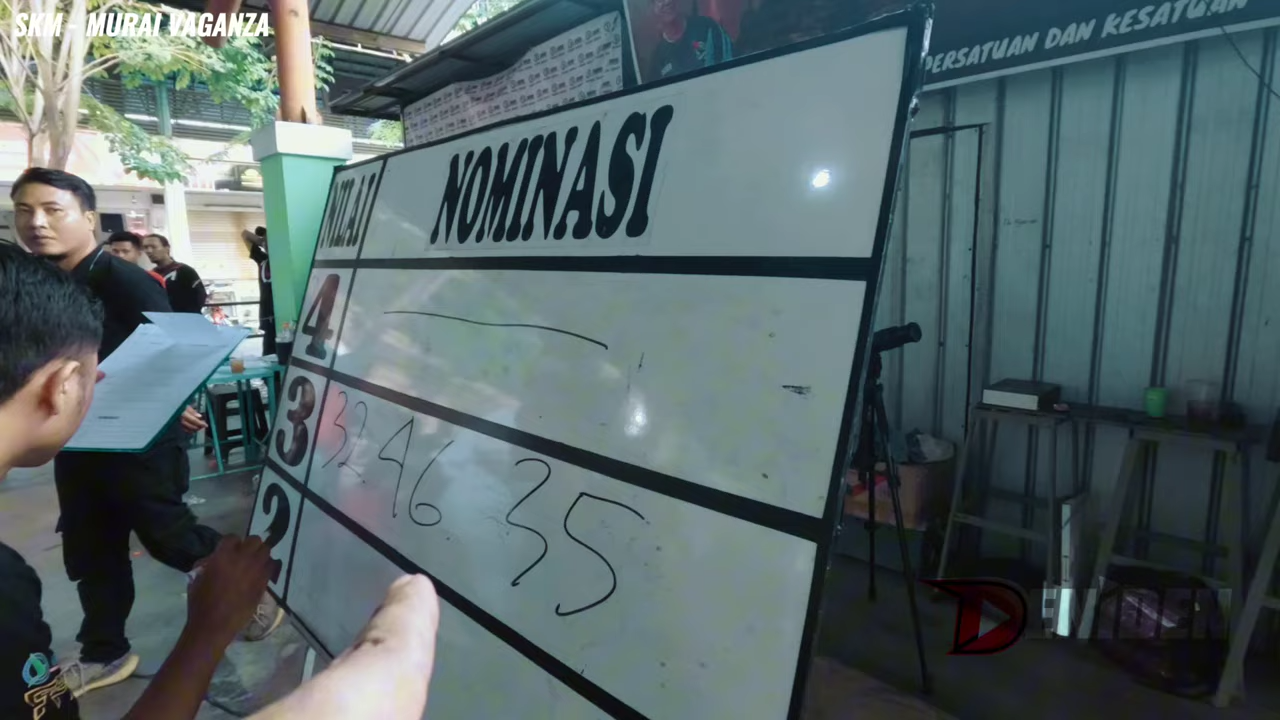 SKM - MURAI VAGANZA
PERSATUAN DAN KESATUAN
NILAI NOMINASI
4
3 32 46 35
2